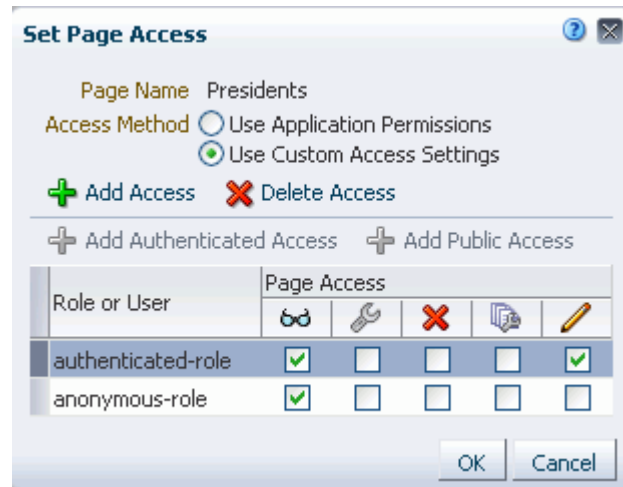 Set Page Access
Page Name Presidents
Access Method Use Application Permissions
Use Custom Access Settings
Add Access Delete Access
Add Authenticated Access Add Public Access
Role or User Page Access
authenticated-role
anonymous-role
OK Cancel